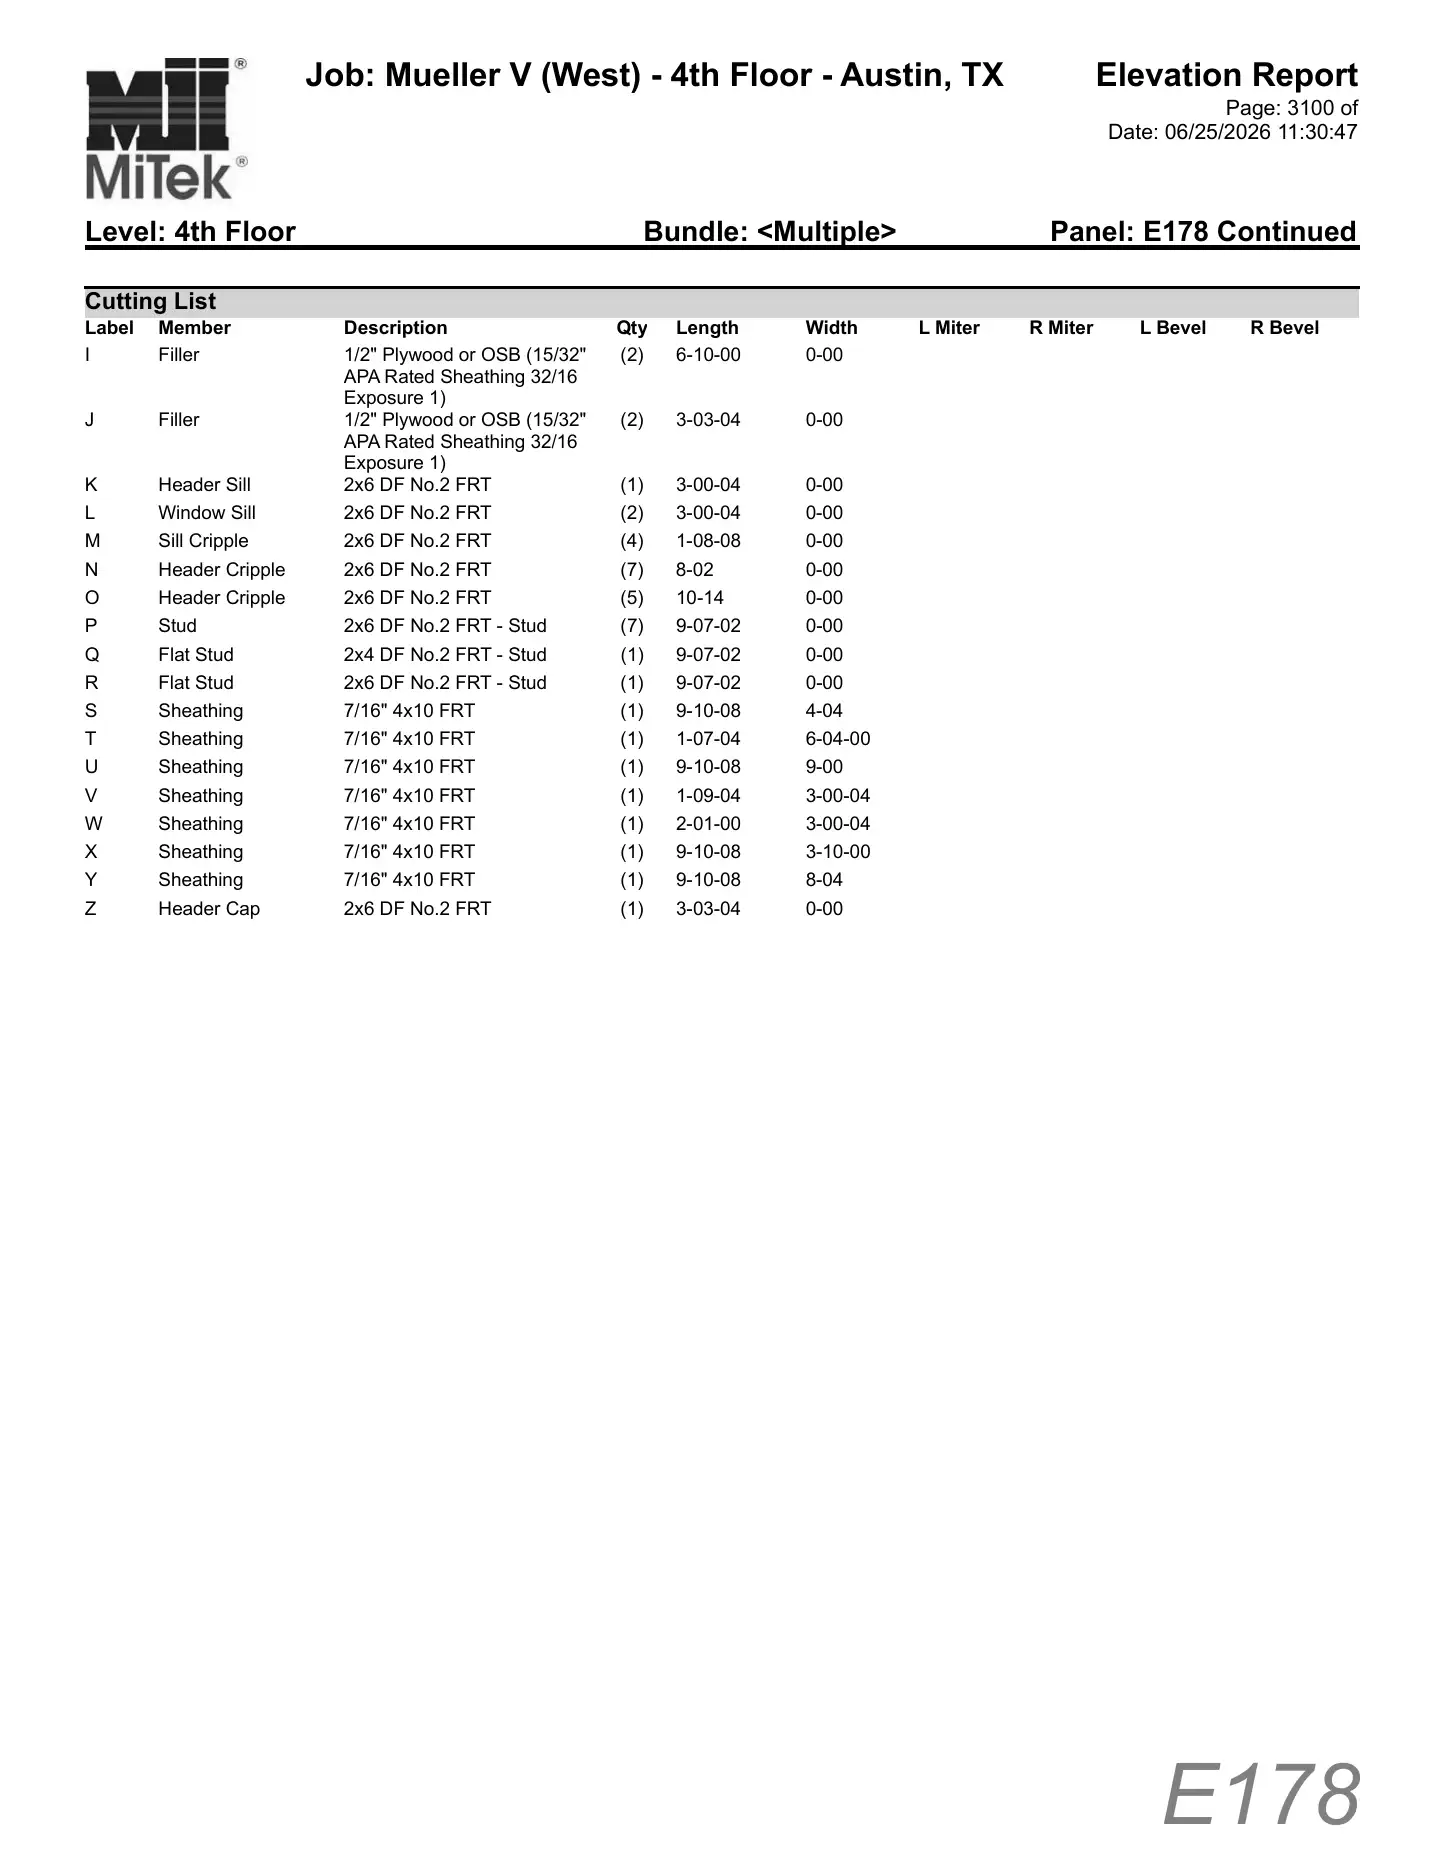 Job: Mueller V (West) - 4th Floor - Austin, TX
Elevation Report
Page: 3100 of
Date: 06/25/2026 11:30:47
MiTek®
Level: 4th Floor Bundle: <Multiple> Panel: E178 Continued
Cutting List
Label Member Description Qty Length Width L Miter R Miter L Bevel R Bevel
I Filler 1/2" Plywood or OSB (15/32" (2) 6-10-00 0-00
APA Rated Sheathing 32/16
Exposure 1)
J Filler 1/2" Plywood or OSB (15/32" (2) 3-03-04 0-00
APA Rated Sheathing 32/16
Exposure 1)
K Header Sill 2x6 DF No.2 FRT (1) 3-00-04 0-00
L Window Sill 2x6 DF No.2 FRT (2) 3-00-04 0-00
M Sill Cripple 2x6 DF No.2 FRT (4) 1-08-08 0-00
N Header Cripple 2x6 DF No.2 FRT (7) 8-02 0-00
O Header Cripple 2x6 DF No.2 FRT (5) 10-14 0-00
P Stud 2x6 DF No.2 FRT - Stud (7) 9-07-02 0-00
Q Flat Stud 2x4 DF No.2 FRT - Stud (1) 9-07-02 0-00
R Flat Stud 2x6 DF No.2 FRT - Stud (1) 9-07-02 0-00
S Sheathing 7/16" 4x10 FRT (1) 9-10-08 4-04
T Sheathing 7/16" 4x10 FRT (1) 1-07-04 6-04-00
U Sheathing 7/16" 4x10 FRT (1) 9-10-08 9-00
V Sheathing 7/16" 4x10 FRT (1) 1-09-04 3-00-04
W Sheathing 7/16" 4x10 FRT (1) 2-01-00 3-00-04
X Sheathing 7/16" 4x10 FRT (1) 9-10-08 3-10-00
Y Sheathing 7/16" 4x10 FRT (1) 9-10-08 8-04
Z Header Cap 2x6 DF No.2 FRT (1) 3-03-04 0-00
E178